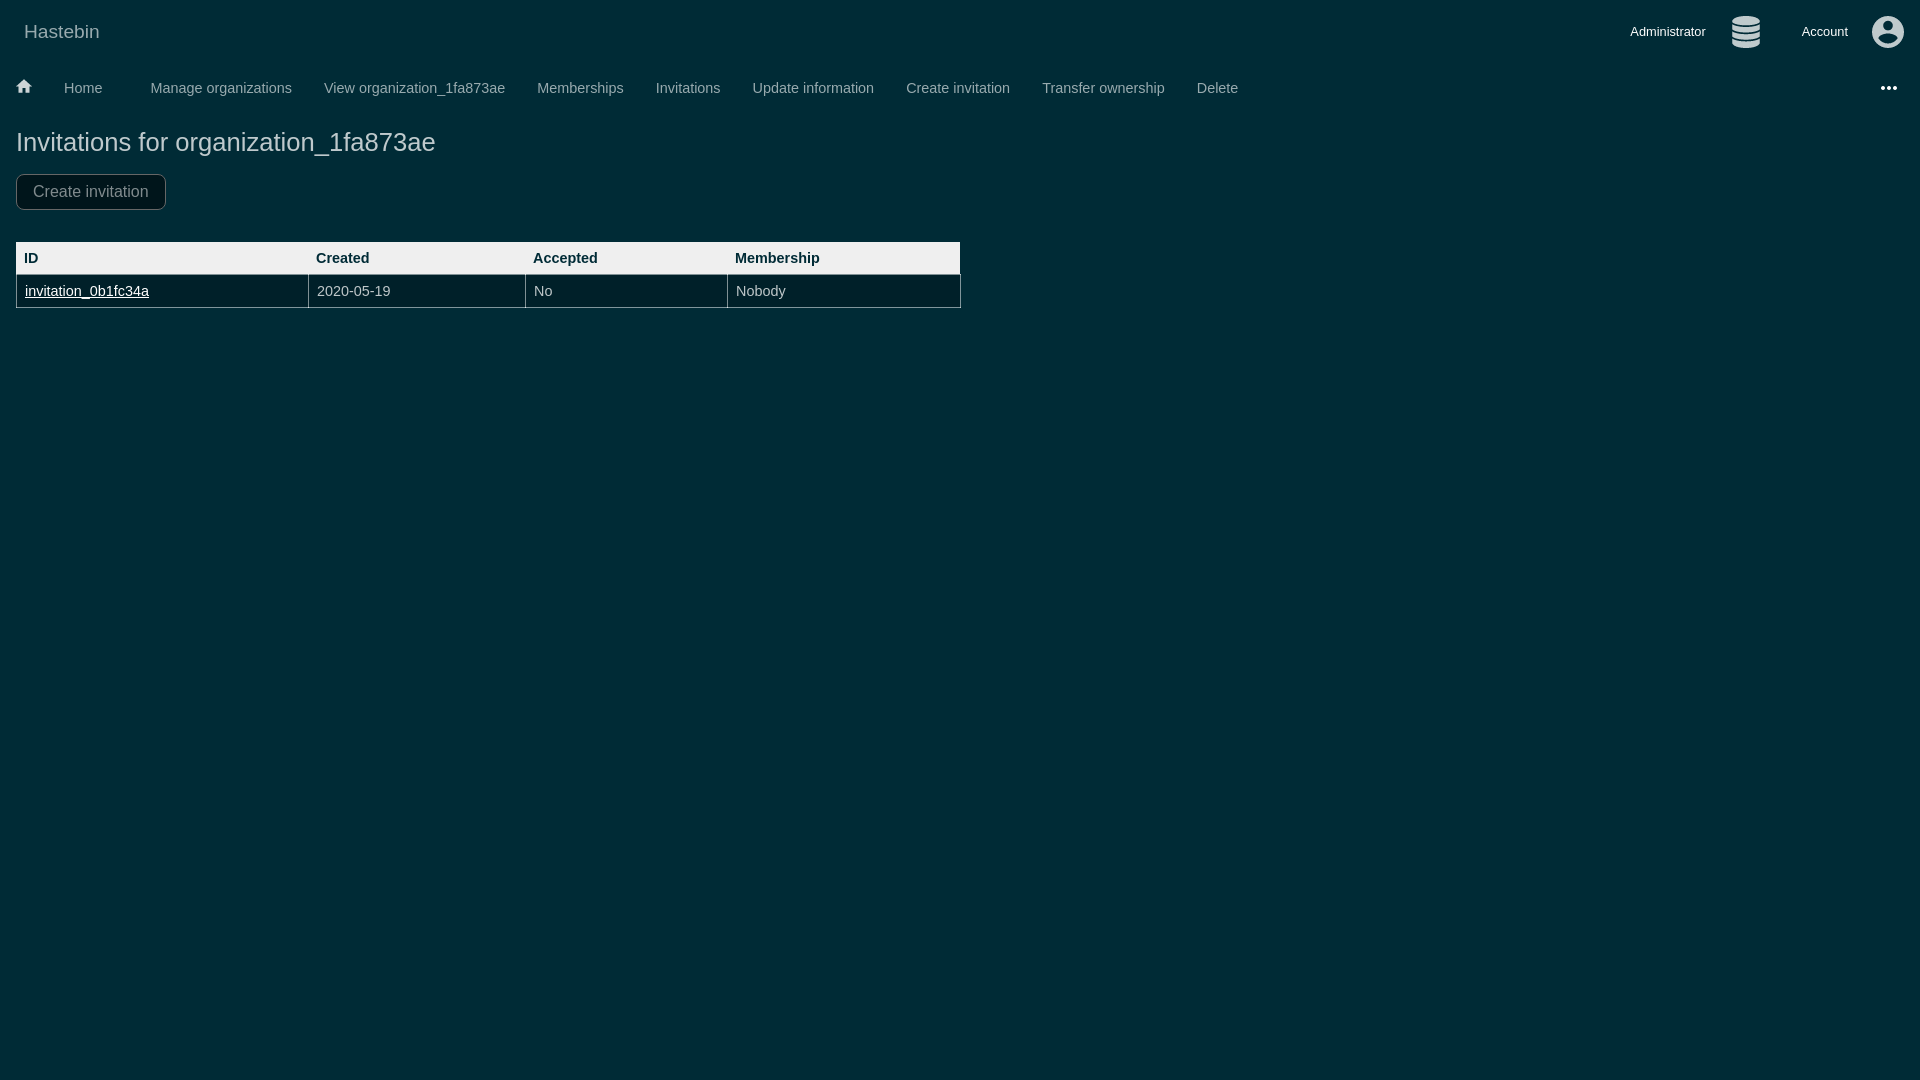 Hastebin
Administrator
Account
Home
Manage organizations
View organization_1fa873ae
Memberships
Invitations
Update information
Create invitation
Transfer ownership
Delete
Invitations for organization_1fa873ae
Create invitation
ID Created Accepted Membership
invitation_0b1fc34a 2020-05-19 No Nobody